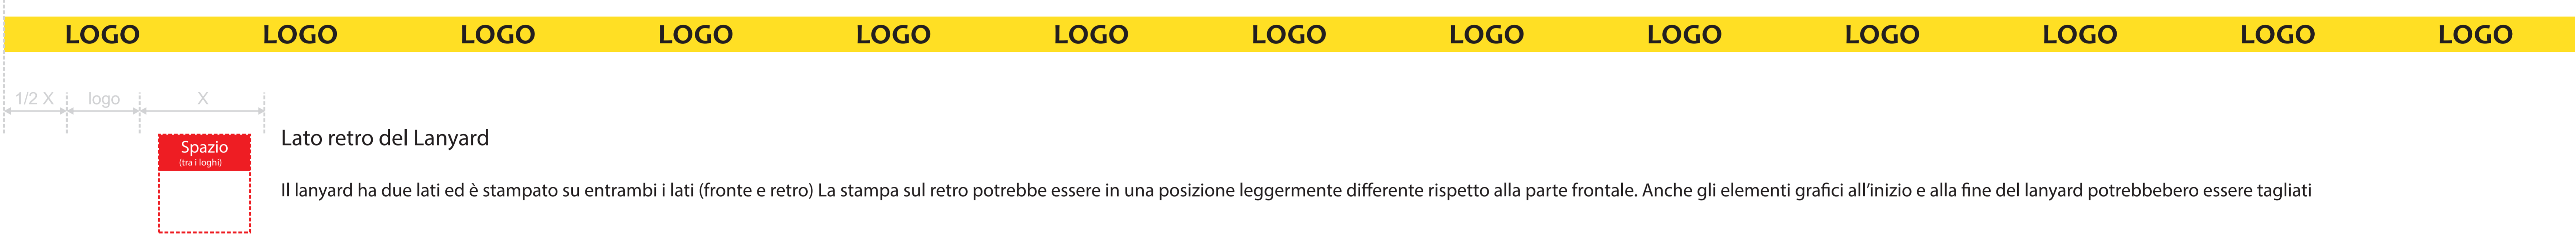 LOGO LOGO LOGO LOGO LOGO LOGO LOGO LOGO LOGO LOGO LOGO LOGO LOGO
1/2 X logo X
Lato retro del Lanyard
Spazio
(tra i loghi)
Il lanyard ha due lati ed è stampato su entrambi i lati (fronte e retro) La stampa sul retro potrebbe essere in una posizione leggermente differente rispetto alla parte frontale. Anche gli elementi grafici all’inizio e alla fine del lanyard potrebbebero essere tagliati